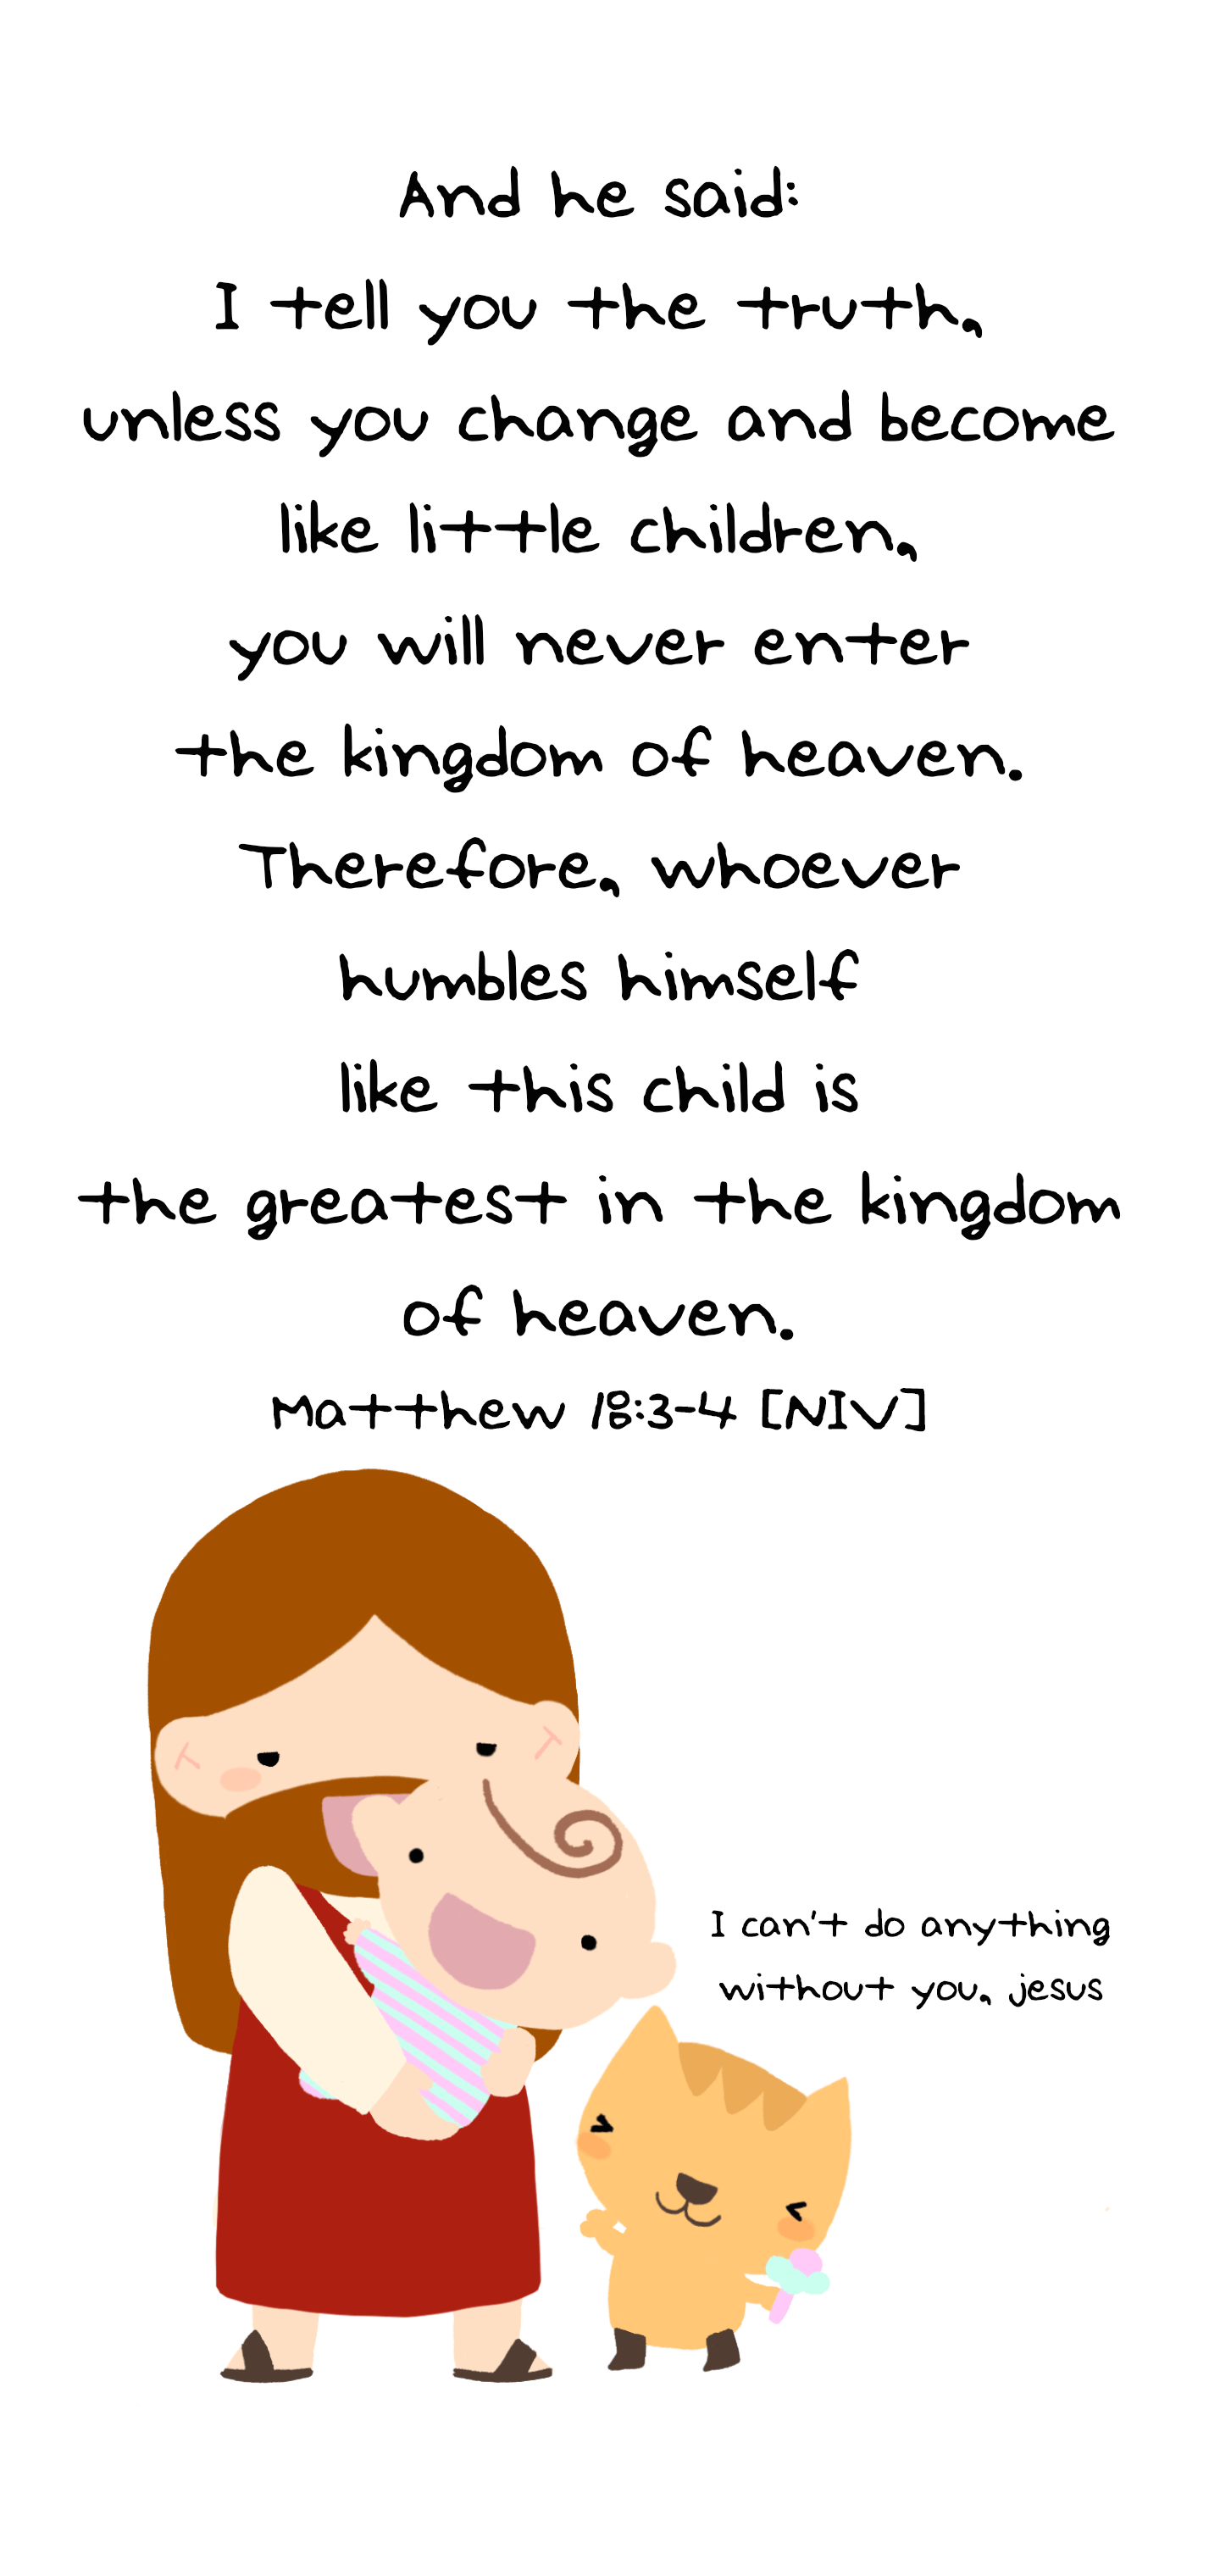 And he said:
I tell you the truth,
unless you change and become
like little children,
you will never enter
the kingdom of heaven.
Therefore, whoever
humbles himself
like this child is
the greatest in the kingdom
of heaven.
Matthew 18:3-4 [NIV]
I can't do anything
without you, jesus